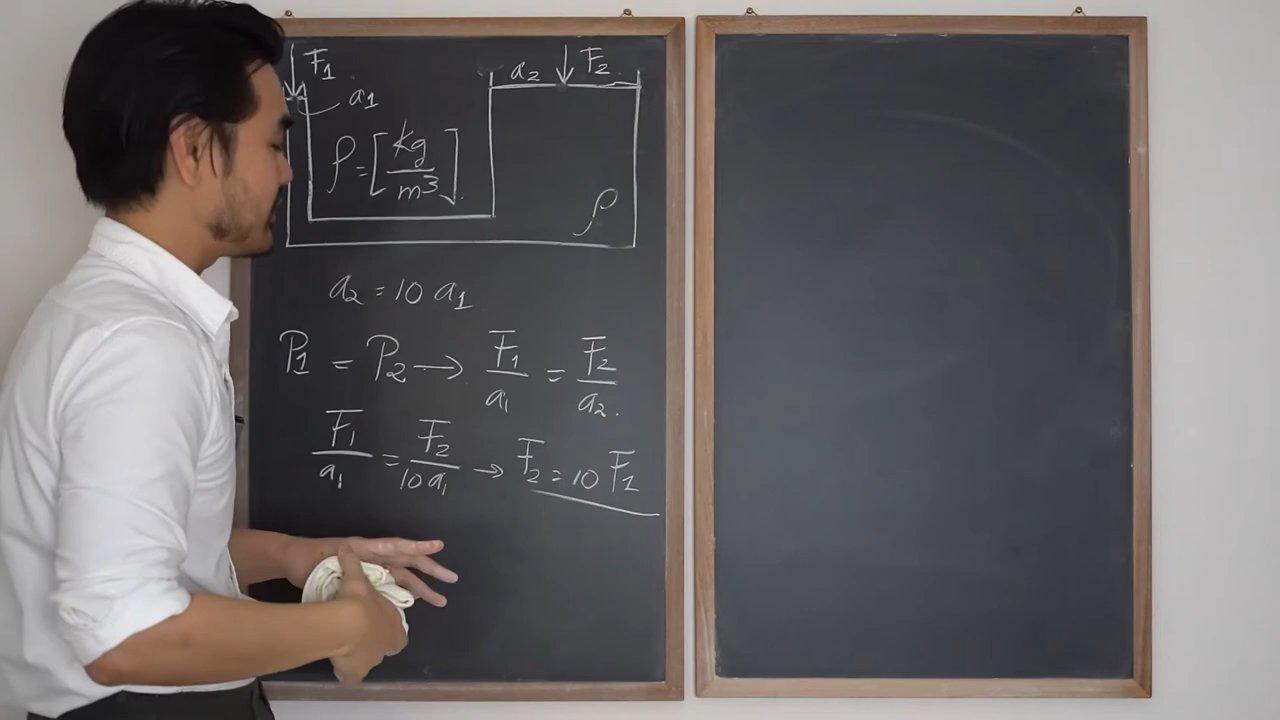 F1 a2 F2
a1
ρ = [kg/m³]
ρ
a2 = 10 a1
P1 = P2 → F1/a1 = F2/a2.
F1/a1 = F2/10a1 → F2 = 10 F1